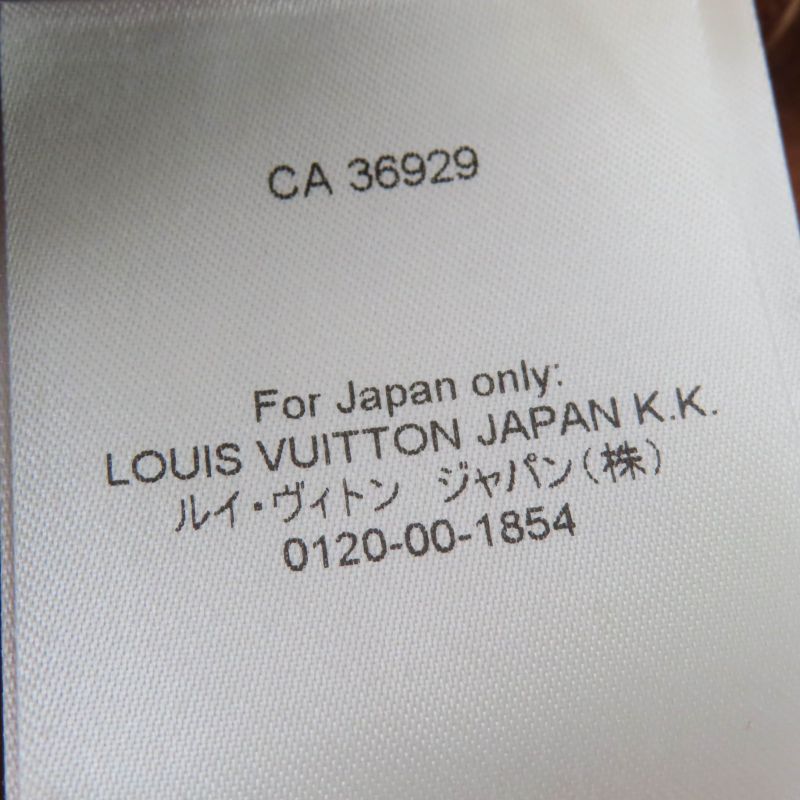 CA 36929
For Japan only:
LOUIS VUITTON JAPAN K.K.
ルイ・ヴィトン　ジャパン(株)
0120-00-1854